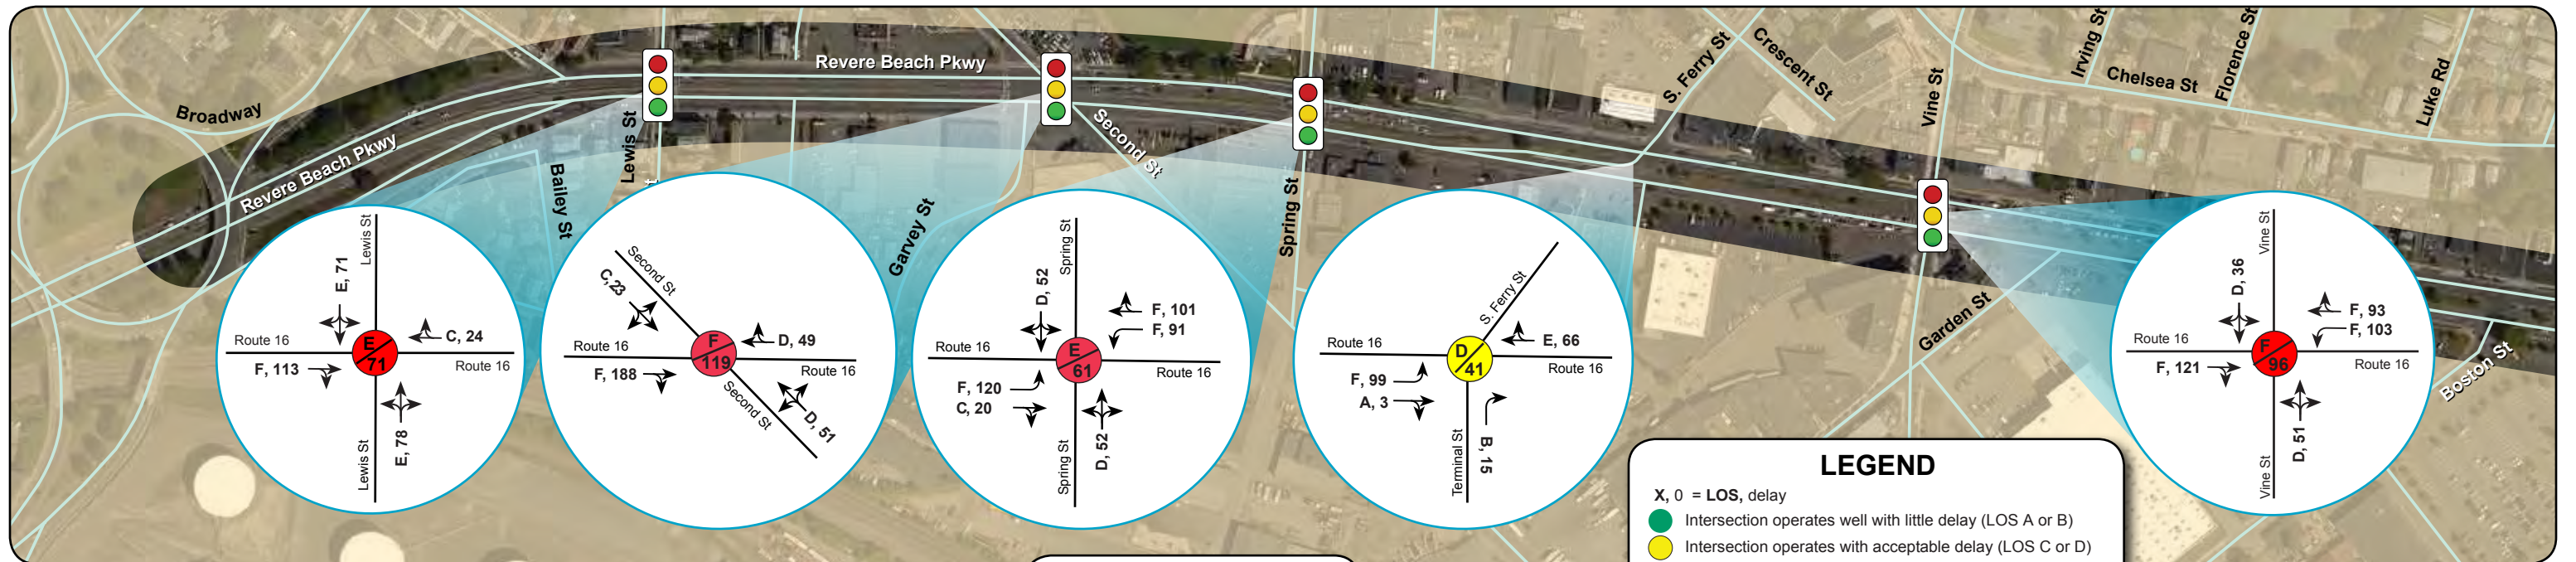 Broadway
Revere Beach Pkwy
Revere Beach Pkwy
Bailey St
Lewis St
t
Garvey St
Second St
Spring St
S. Ferry St
Crescent St
Vine St
Irving St
Chelsea St
Florence St
Luke Rd
Garden St
Boston St
Lewis St
E, 71
C, 24
Route 16
E
71
Route 16
F, 113
E, 78
Lewis St
Second St
C, 23
D, 49
Route 16
F
119
Route 16
F, 188
Second St
D, 51
Spring St
D, 52
F, 101
F, 91
Route 16
E
61
Route 16
F, 120
C, 20
D, 52
Spring St
S. Ferry St
E, 66
Route 16
D
41
Route 16
F, 99
A, 3
B, 15
Terminal St
Vine St
D, 36
F, 93
F, 103
Route 16
F
96
Route 16
F, 121
D, 51
Vine St
LEGEND
X, 0 = LOS, delay
Intersection operates well with little delay (LOS A or B)
Intersection operates with acceptable delay (LOS C or D)